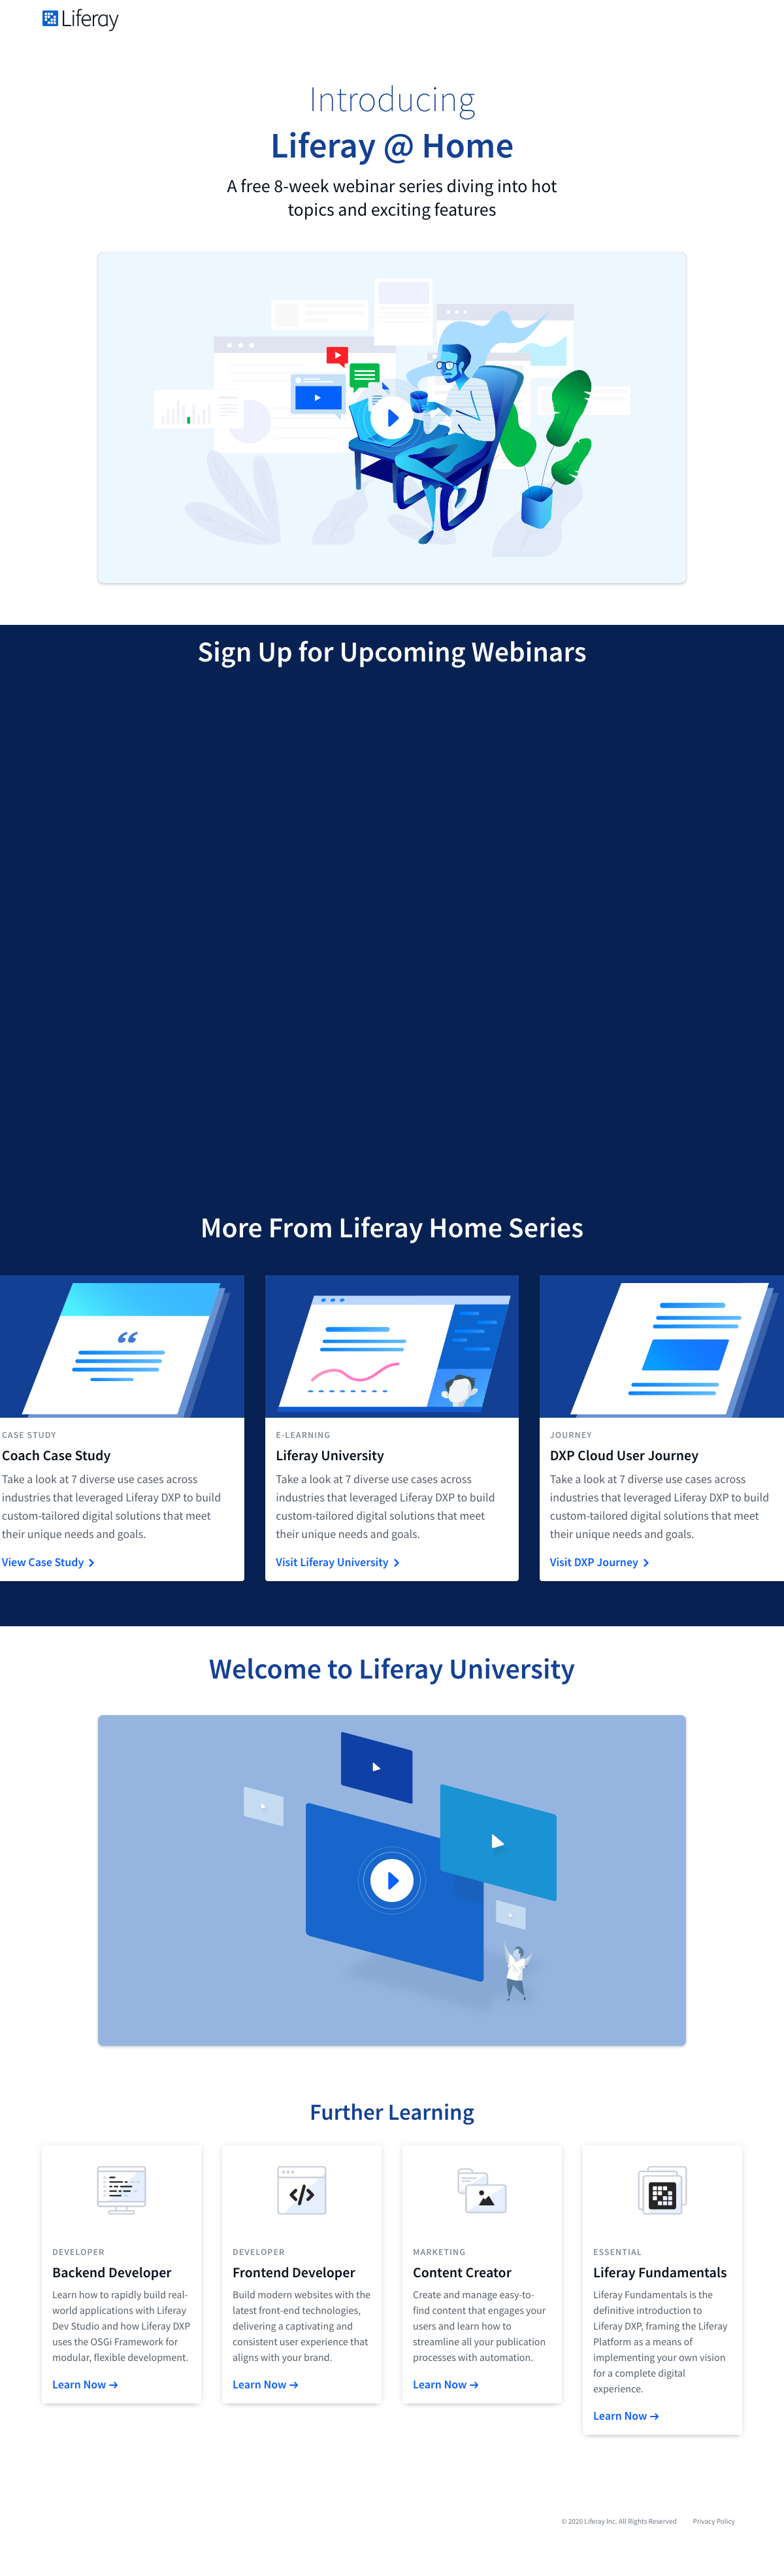 Liferay
Introducing
Liferay @ Home
A free 8-week webinar series diving into hot
topics and exciting features
Sign Up for Upcoming Webinars
More From Liferay Home Series
CASE STUDY
Coach Case Study
Take a look at 7 diverse use cases across
industries that leveraged Liferay DXP to build
custom-tailored digital solutions that meet
their unique needs and goals.
View Case Study
E-LEARNING
Liferay University
Take a look at 7 diverse use cases across
industries that leveraged Liferay DXP to build
custom-tailored digital solutions that meet
their unique needs and goals.
Visit Liferay University
JOURNEY
DXP Cloud User Journey
Take a look at 7 diverse use cases across
industries that leveraged Liferay DXP to build
custom-tailored digital solutions that meet
their unique needs and goals.
Visit DXP Journey
Welcome to Liferay University
Further Learning
DEVELOPER
Backend Developer
Learn how to rapidly build real-
world applications with Liferay
Dev Studio and how Liferay DXP
uses the OSGi Framework for
modular, flexible development.
Learn Now →
DEVELOPER
Frontend Developer
Build modern websites with the
latest front-end technologies,
delivering a captivating and
consistent user experience that
aligns with your brand.
Learn Now →
MARKETING
Content Creator
Create and manage easy-to-
find content that engages your
users and learn how to
streamline all your publication
processes with automation.
Learn Now →
ESSENTIAL
Liferay Fundamentals
Liferay Fundamentals is the
definitive introduction to
Liferay DXP, framing the Liferay
Platform as a means of
implementing your own vision
for a complete digital
experience.
Learn Now →
© 2020 Liferay Inc. All Rights Reserved Privacy Policy